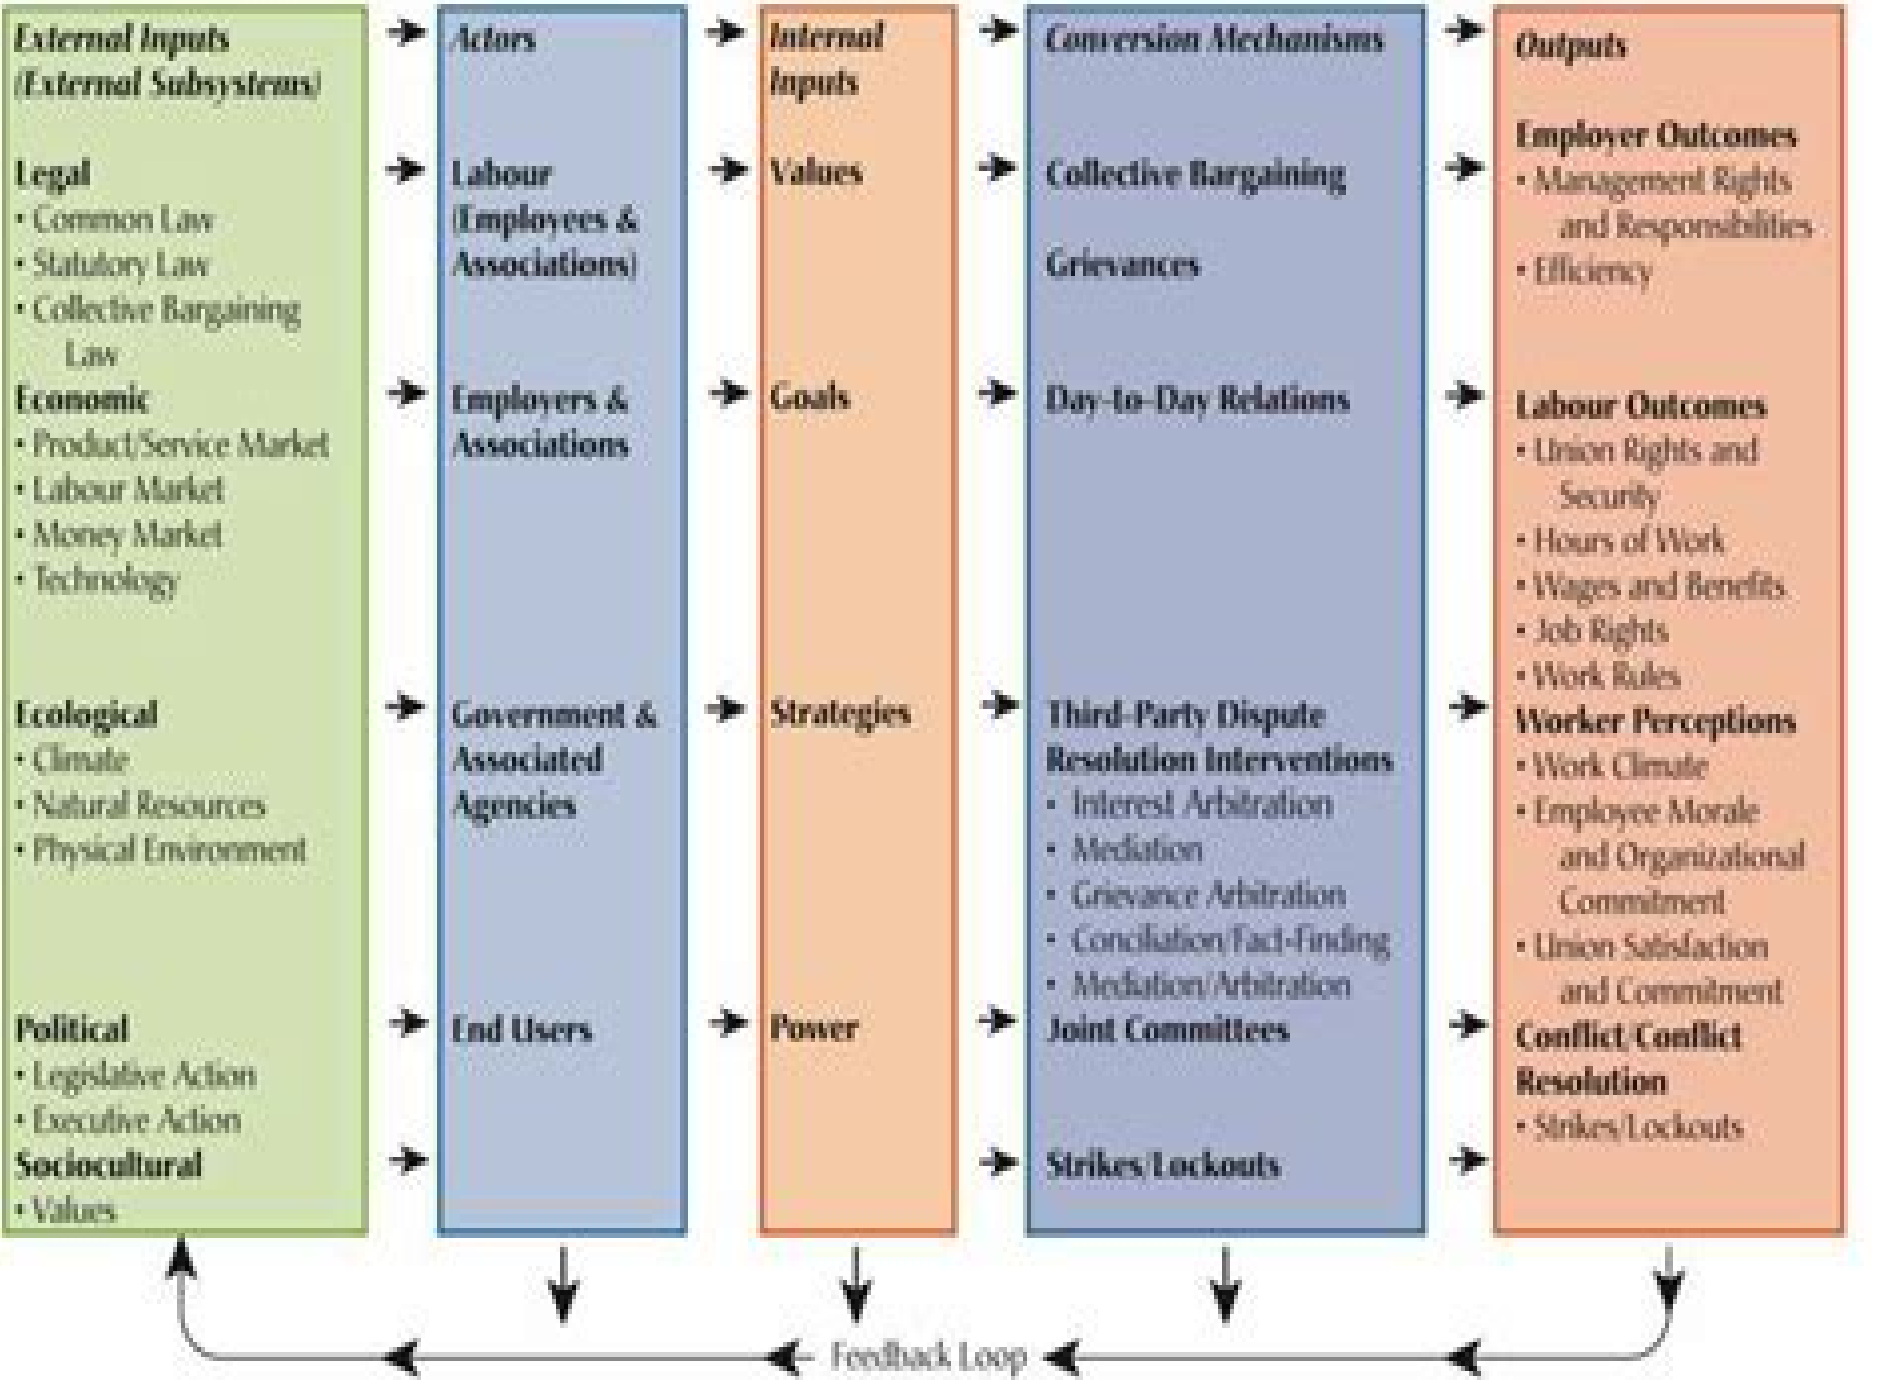 External Inputs
(External Subsystems)
Legal
• Common Law
• Statutory Law
• Collective Bargaining
Law
Economic
• Product/Service Market
• Labour Market
• Money Market
• Technology
Ecological
• Climate
• Natural Resources
• Physical Environment
Political
• Legislative Action
• Executive Action
Sociocultural
• Values
Actors
Labour
(Employees &
Associations)
Employers &
Associations
Government &
Associated
Agencies
End Users
Internal
Inputs
Values
Goals
Strategies
Power
Conversion Mechanisms
Collective Bargaining
Grievances
Day-to-Day Relations
Third-Party Dispute
Resolution Interventions
• Interest Arbitration
• Mediation
• Grievance Arbitration
• Conciliation/Fact-Finding
• Mediation/Arbitration
Joint Committees
Strikes/Lockouts
Outputs
Employer Outcomes
• Management Rights
and Responsibilities
• Efficiency
Labour Outcomes
• Union Rights and
Security
• Hours of Work
• Wages and Benefits
• Job Rights
• Work Rules
Worker Perceptions
• Work Climate
• Employee Morale
and Organizational
Commitment
• Union Satisfaction
and Commitment
Conflict/Conflict
Resolution
• Strikes/Lockouts
Feedback Loop